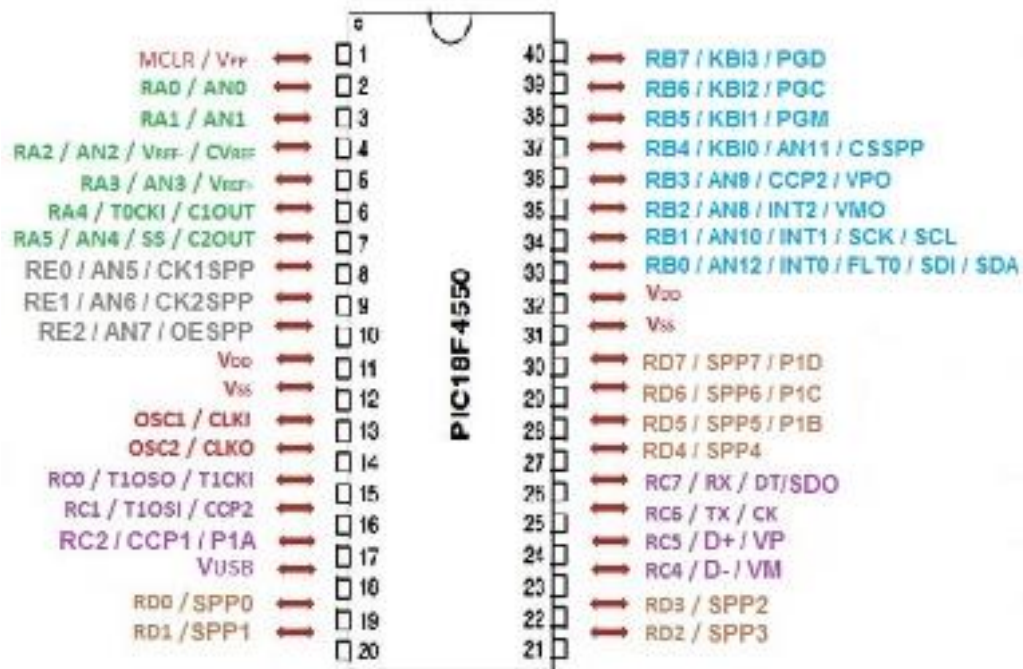 MCLR / VPP 1
RA0 / AN0 2
RA1 / AN1 3
RA2 / AN2 / VREF- / CVREF 4
RA3 / AN3 / VREF+ 5
RA4 / T0CKI / C1OUT 6
RA5 / AN4 / SS / C2OUT 7
RE0 / AN5 / CK1SPP 8
RE1 / AN6 / CK2SPP 9
RE2 / AN7 / OESPP 10
VDD 11
VSS 12
OSC1 / CLKI 13
OSC2 / CLKO 14
RC0 / T1OSO / T1CKI 15
RC1 / T1OSI / CCP2 16
RC2 / CCP1 / P1A 17
VUSB 18
RD0 / SPP0 19
RD1 / SPP1 20
PIC18F4550
40 RB7 / KBI3 / PGD
39 RB6 / KBI2 / PGC
38 RB5 / KBI1 / PGM
37 RB4 / KBI0 / AN11 / CSSPP
36 RB3 / AN9 / CCP2 / VPO
35 RB2 / AN8 / INT2 / VMO
34 RB1 / AN10 / INT1 / SCK / SCL
33 RB0 / AN12 / INT0 / FLT0 / SDI / SDA
32 VDD
31 VSS
30 RD7 / SPP7 / P1D
29 RD6 / SPP6 / P1C
28 RD5 / SPP5 / P1B
27 RD4 / SPP4
26 RC7 / RX / DT/SDO
25 RC6 / TX / CK
24 RC5 / D+ / VP
23 RC4 / D- / VM
22 RD3 / SPP2
21 RD2 / SPP3